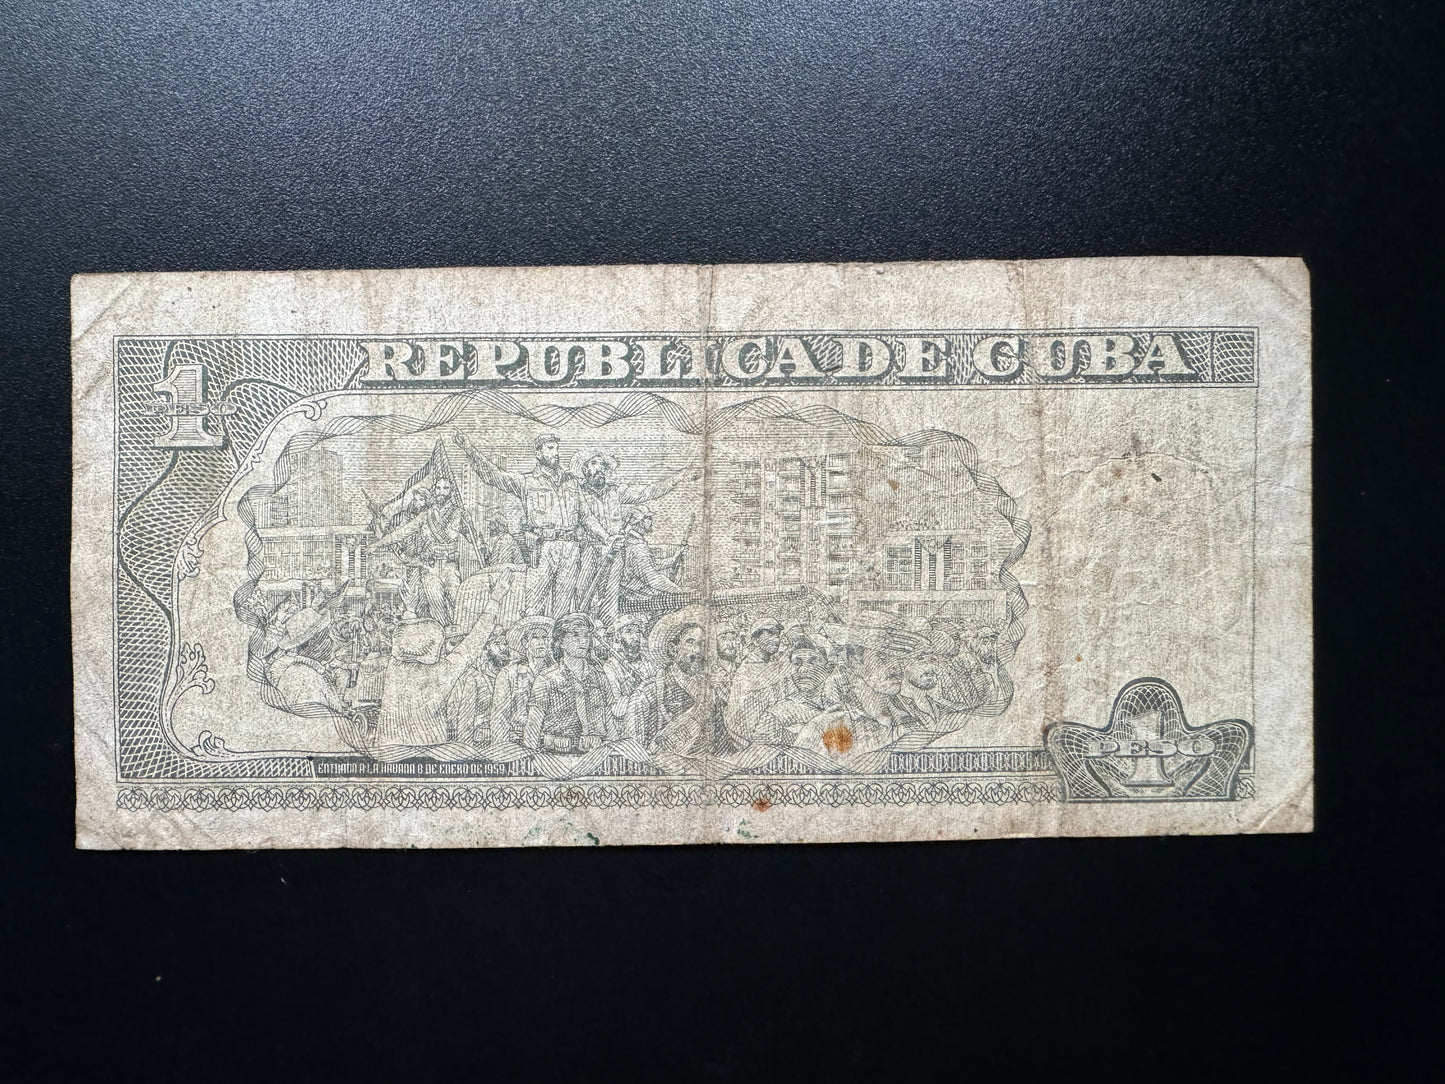 REPUBLICA DE CUBA
1
PESO
ENTRADA A LA HABANA 8 DE ENERO DE 1959
1
PESO